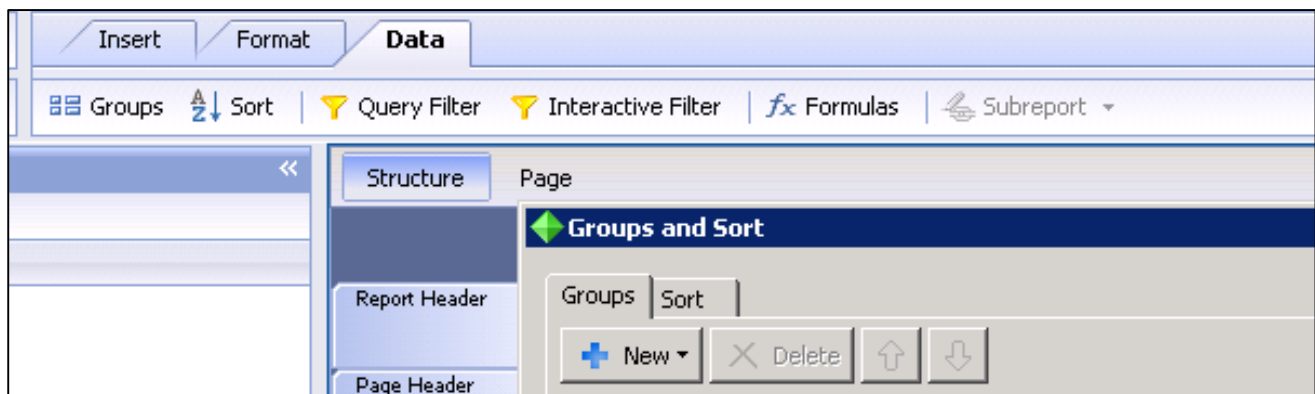 Insert Format Data
Groups Sort Query Filter Interactive Filter fx Formulas Subreport
Structure Page
Groups and Sort
Report Header
Groups Sort
New Delete
Page Header